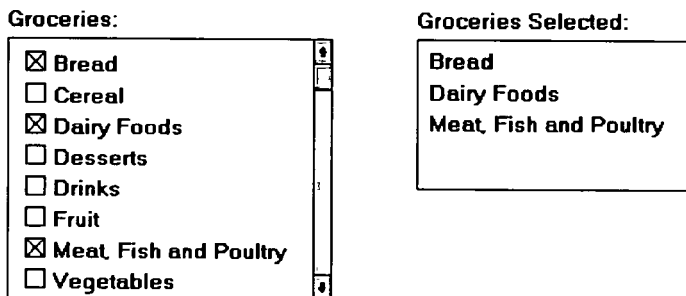 Groceries:
Bread
Cereal
Dairy Foods
Desserts
Drinks
Fruit
Meat, Fish and Poultry
Vegetables
Groceries Selected:
Bread
Dairy Foods
Meat, Fish and Poultry